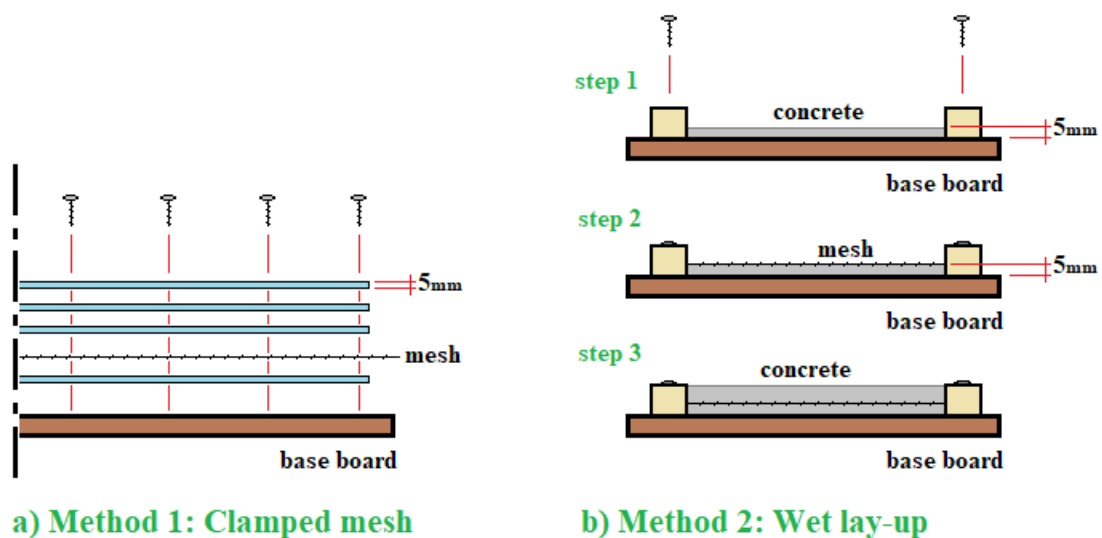 5mm
mesh
base board
a) Method 1: Clamped mesh
step 1
concrete
5mm
base board
step 2
mesh
5mm
base board
step 3
concrete
base board
b) Method 2: Wet lay-up